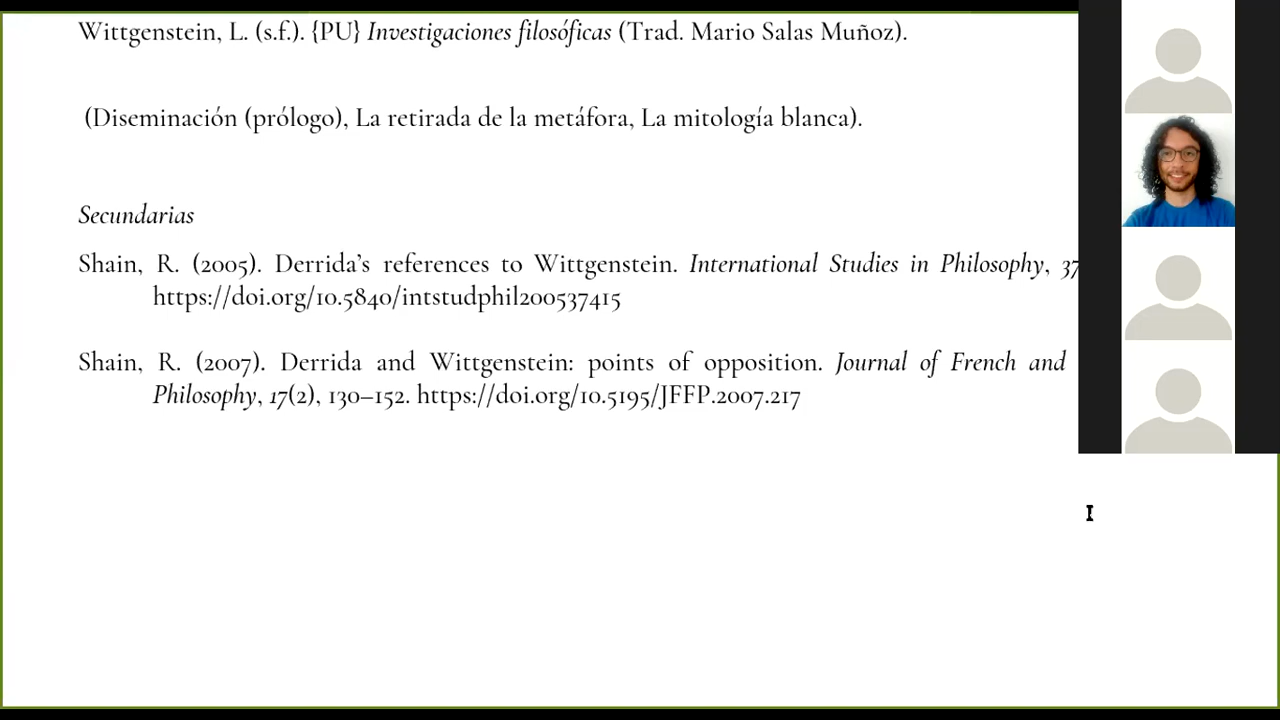 Wittgenstein, L. (s.f.). {PU} Investigaciones filosóficas (Trad. Mario Salas Muñoz).
(Diseminación (prólogo), La retirada de la metáfora, La mitología blanca).
Secundarias
Shain, R. (2005). Derrida’s references to Wittgenstein. International Studies in Philosophy, 37
https://doi.org/10.5840/intstudphil200537415
Shain, R. (2007). Derrida and Wittgenstein: points of opposition. Journal of French and
Philosophy, 17(2), 130–152. https://doi.org/10.5195/JFFP.2007.217